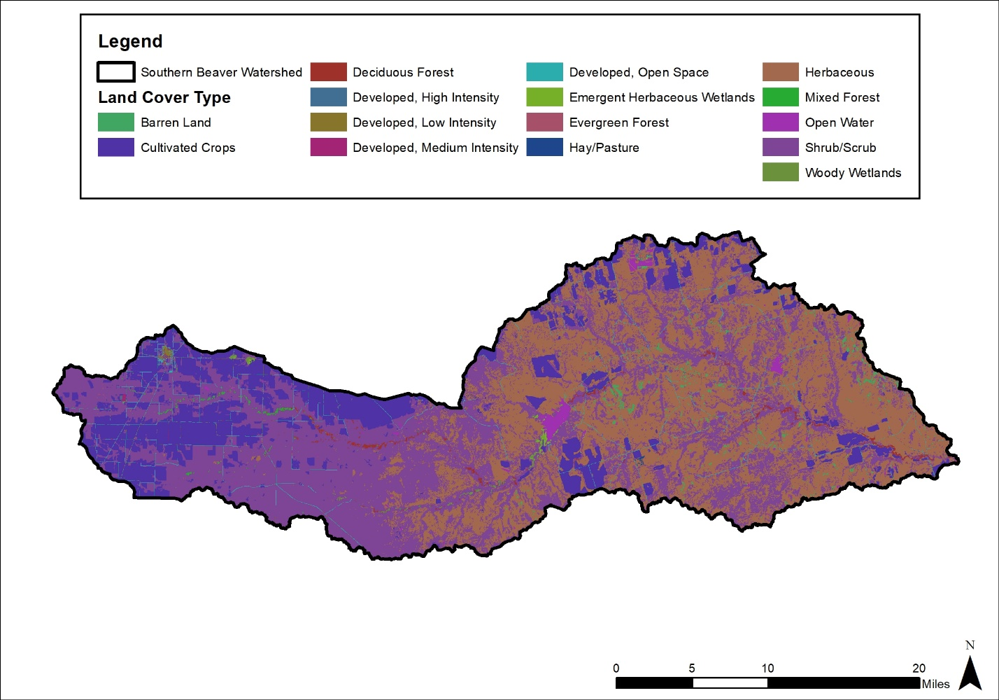 Legend
Southern Beaver Watershed
Land Cover Type
Barren Land
Cultivated Crops
Deciduous Forest
Developed, High Intensity
Developed, Low Intensity
Developed, Medium Intensity
Developed, Open Space
Emergent Herbaceous Wetlands
Evergreen Forest
Hay/Pasture
Herbaceous
Mixed Forest
Open Water
Shrub/Scrub
Woody Wetlands
N
0 5 10 20
Miles